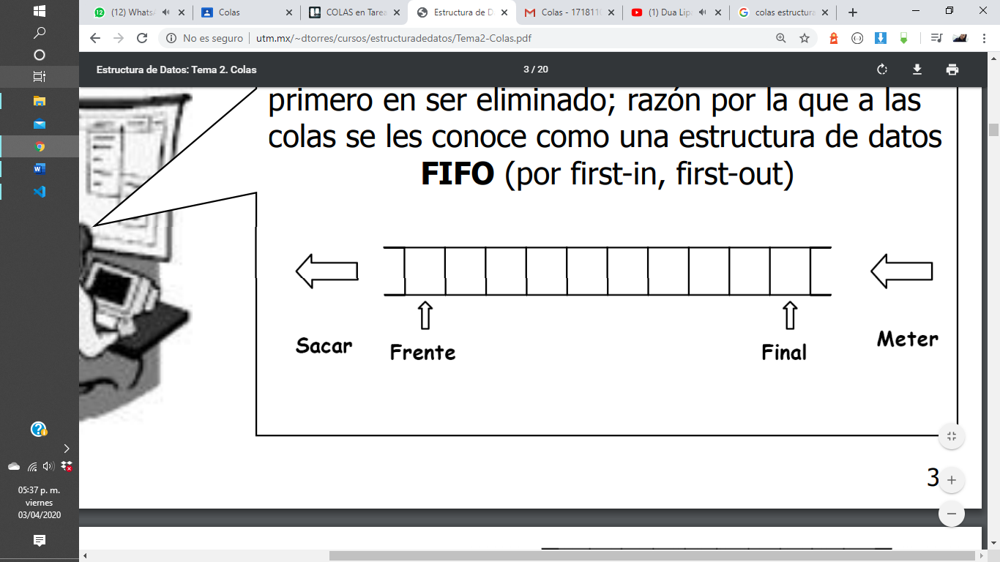 (12) WhatsA
Colas
COLAS en Tarea
Estructura de D
Colas - 1718110
(1) Dua Lip
colas estructura
No es seguro | utm.mx/~dtorres/cursos/estructuradedatos/Tema2-Colas.pdf
Estructura de Datos: Tema 2. Colas
3 / 20
primero en ser eliminado; razón por la que a las
colas se les conoce como una estructura de datos
FIFO (por first-in, first-out)
Sacar
Frente
Final
Meter
3
05:37 p. m.
viernes
03/04/2020